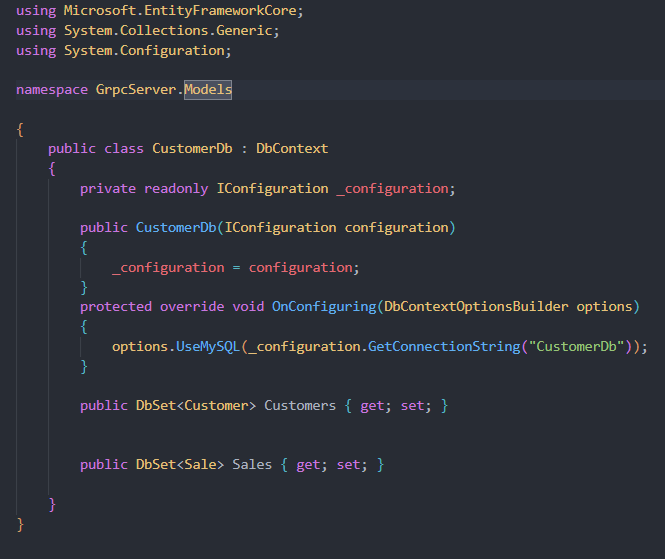 using Microsoft.EntityFrameworkCore;
using System.Collections.Generic;
using System.Configuration;
namespace GrpcServer.Models
{
    public class CustomerDb : DbContext
    {
        private readonly IConfiguration _configuration;
        public CustomerDb(IConfiguration configuration)
        {
            _configuration = configuration;
        }
        protected override void OnConfiguring(DbContextOptionsBuilder options)
        {
            options.UseMySQL(_configuration.GetConnectionString("CustomerDb"));
        }
        public DbSet<Customer> Customers { get; set; }
        public DbSet<Sale> Sales { get; set; }
    }
}